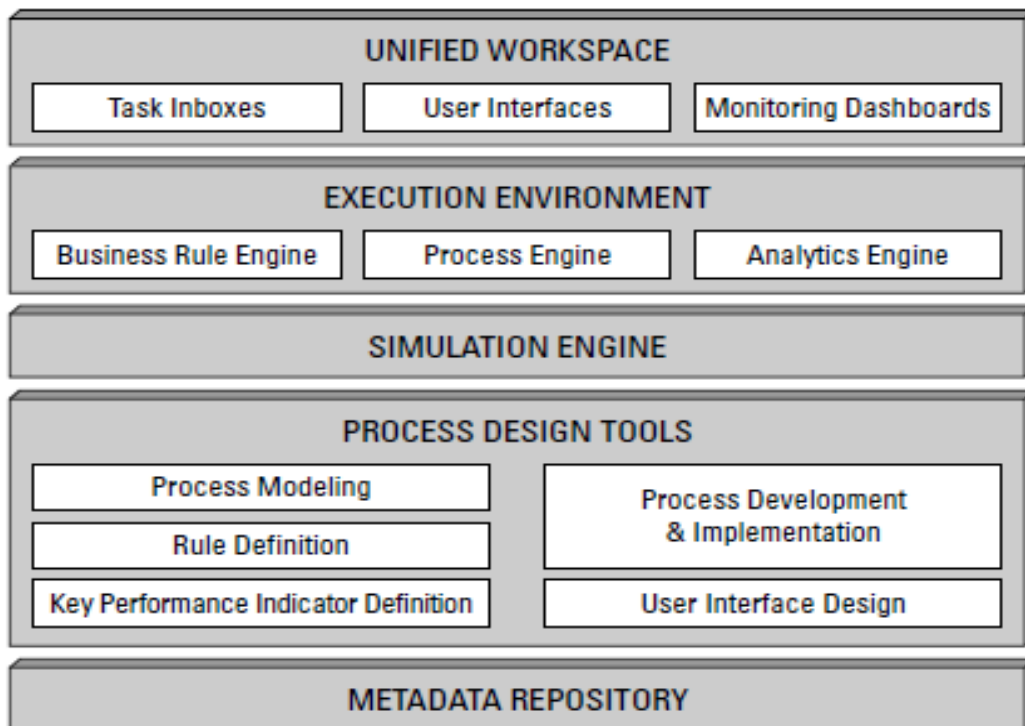 UNIFIED WORKSPACE
Task Inboxes
User Interfaces
Monitoring Dashboards
EXECUTION ENVIRONMENT
Business Rule Engine
Process Engine
Analytics Engine
SIMULATION ENGINE
PROCESS DESIGN TOOLS
Process Modeling
Rule Definition
Key Performance Indicator Definition
Process Development
& Implementation
User Interface Design
METADATA REPOSITORY